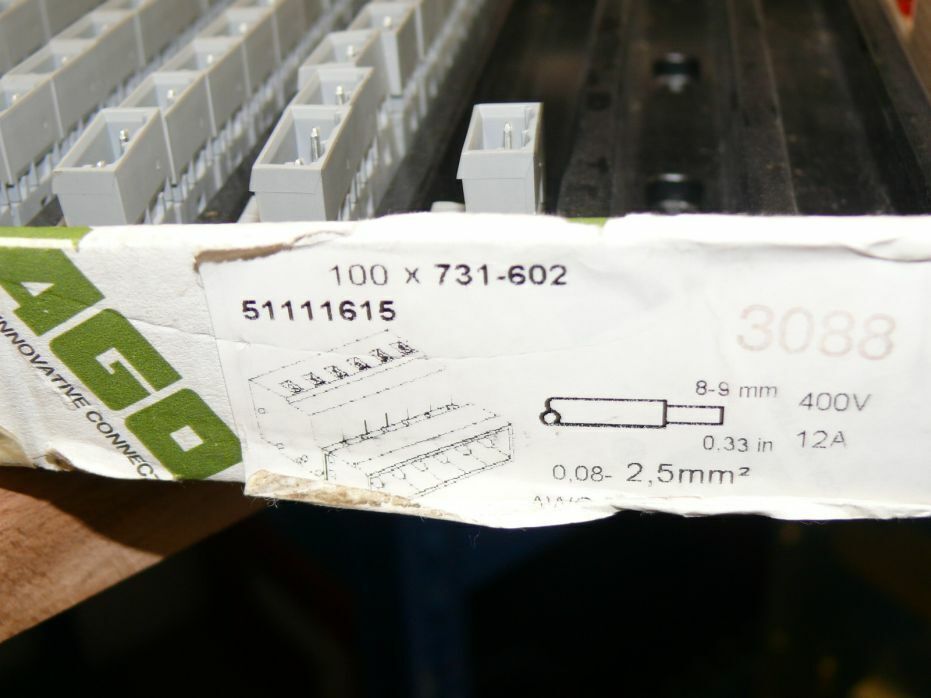 100 x 731-602
51111615
3088
AGO
INNOVATIVE CONNEC
8-9 mm
400V
0.33 in
12A
0,08- 2,5mm²